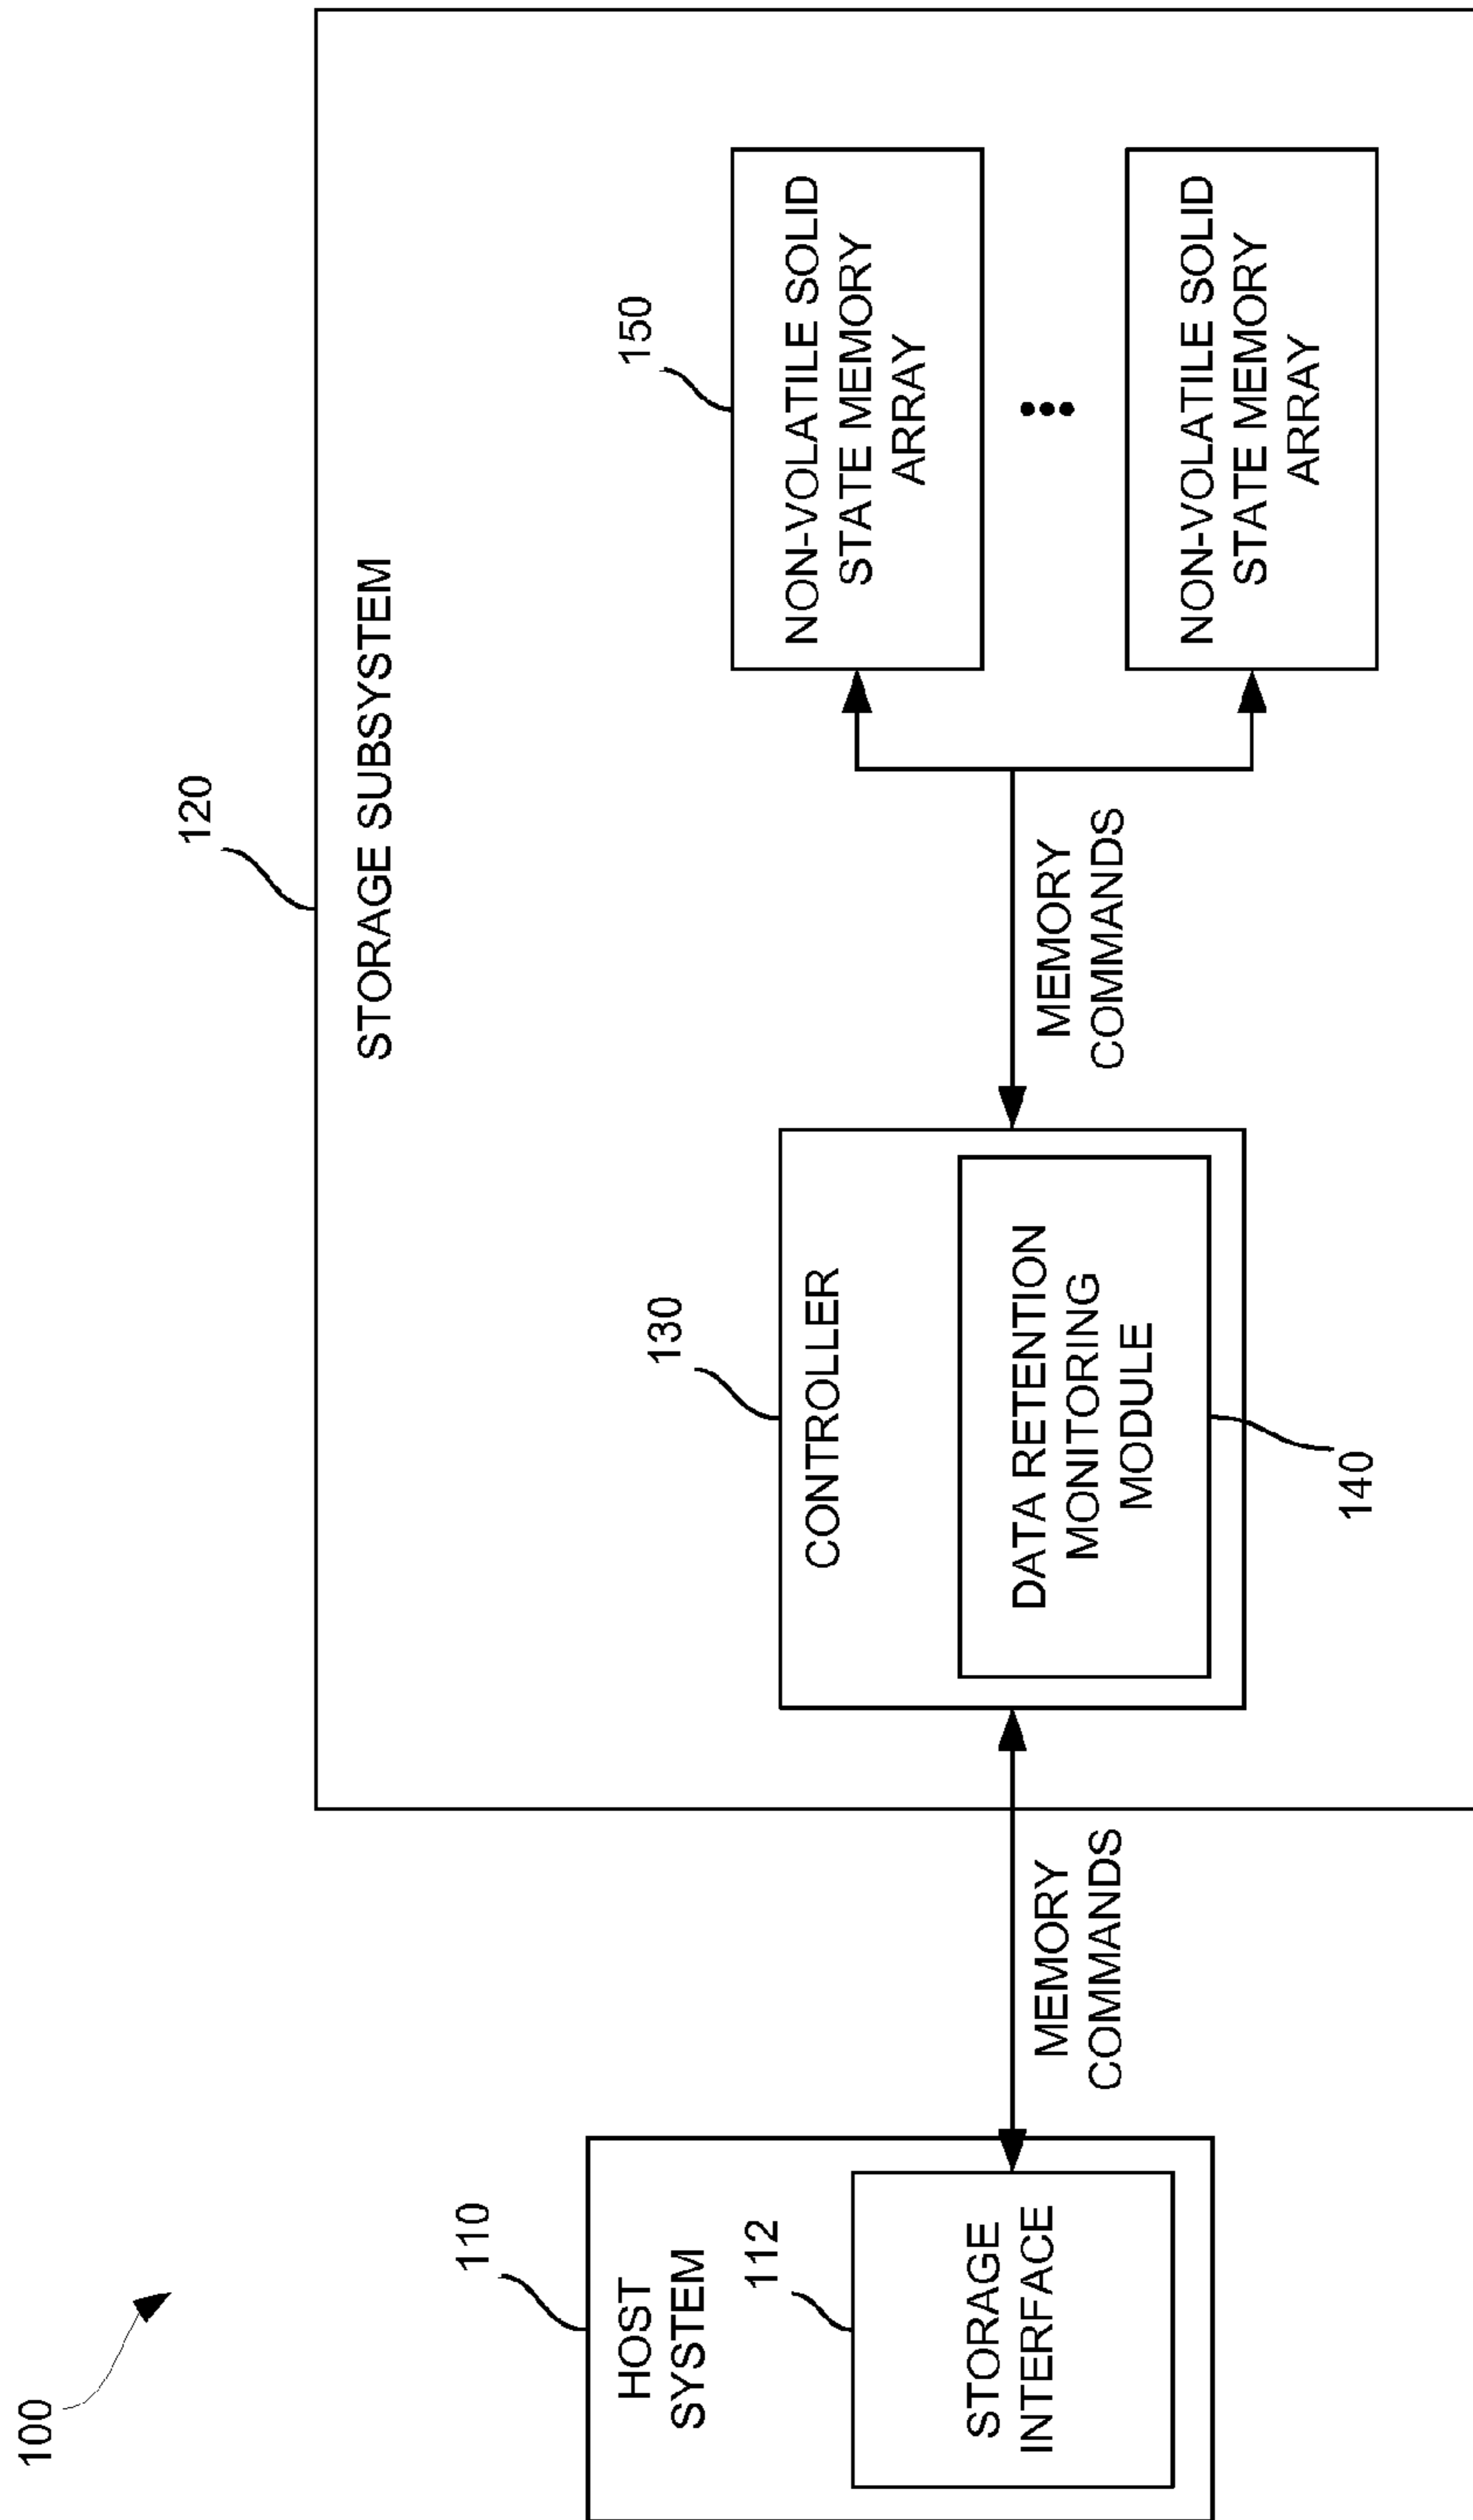 100
110
HOST
SYSTEM
112
STORAGE
INTERFACE
MEMORY
COMMANDS
120
STORAGE SUBSYSTEM
130
CONTROLLER
DATA RETENTION
MONITORING
MODULE
140
MEMORY
COMMANDS
150
NON-VOLATILE SOLID
STATE MEMORY
ARRAY
NON-VOLATILE SOLID
STATE MEMORY
ARRAY